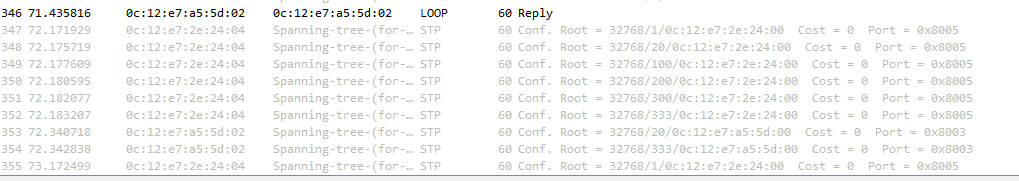 346 71.435816 0c:12:e7:a5:5d:02 0c:12:e7:a5:5d:02 LOOP 60 Reply
347 72.171929 0c:12:e7:2e:24:04 Spanning-tree-(for-… STP 60 Conf. Root = 32768/1/0c:12:e7:2e:24:00 Cost = 0 Port = 0x8005
348 72.175719 0c:12:e7:2e:24:04 Spanning-tree-(for-… STP 60 Conf. Root = 32768/20/0c:12:e7:2e:24:00 Cost = 0 Port = 0x8005
349 72.177609 0c:12:e7:2e:24:04 Spanning-tree-(for-… STP 60 Conf. Root = 32768/100/0c:12:e7:2e:24:00 Cost = 0 Port = 0x8005
350 72.180595 0c:12:e7:2e:24:04 Spanning-tree-(for-… STP 60 Conf. Root = 32768/200/0c:12:e7:2e:24:00 Cost = 0 Port = 0x8005
351 72.182077 0c:12:e7:2e:24:04 Spanning-tree-(for-… STP 60 Conf. Root = 32768/300/0c:12:e7:2e:24:00 Cost = 0 Port = 0x8005
352 72.183207 0c:12:e7:2e:24:04 Spanning-tree-(for-… STP 60 Conf. Root = 32768/333/0c:12:e7:2e:24:00 Cost = 0 Port = 0x8005
353 72.340718 0c:12:e7:a5:5d:02 Spanning-tree-(for-… STP 60 Conf. Root = 32768/20/0c:12:e7:a5:5d:00 Cost = 0 Port = 0x8003
354 72.342838 0c:12:e7:a5:5d:02 Spanning-tree-(for-… STP 60 Conf. Root = 32768/333/0c:12:e7:a5:5d:00 Cost = 0 Port = 0x8003
355 73.172499 0c:12:e7:2e:24:04 Spanning-tree-(for-… STP 60 Conf. Root = 32768/1/0c:12:e7:2e:24:00 Cost = 0 Port = 0x8005